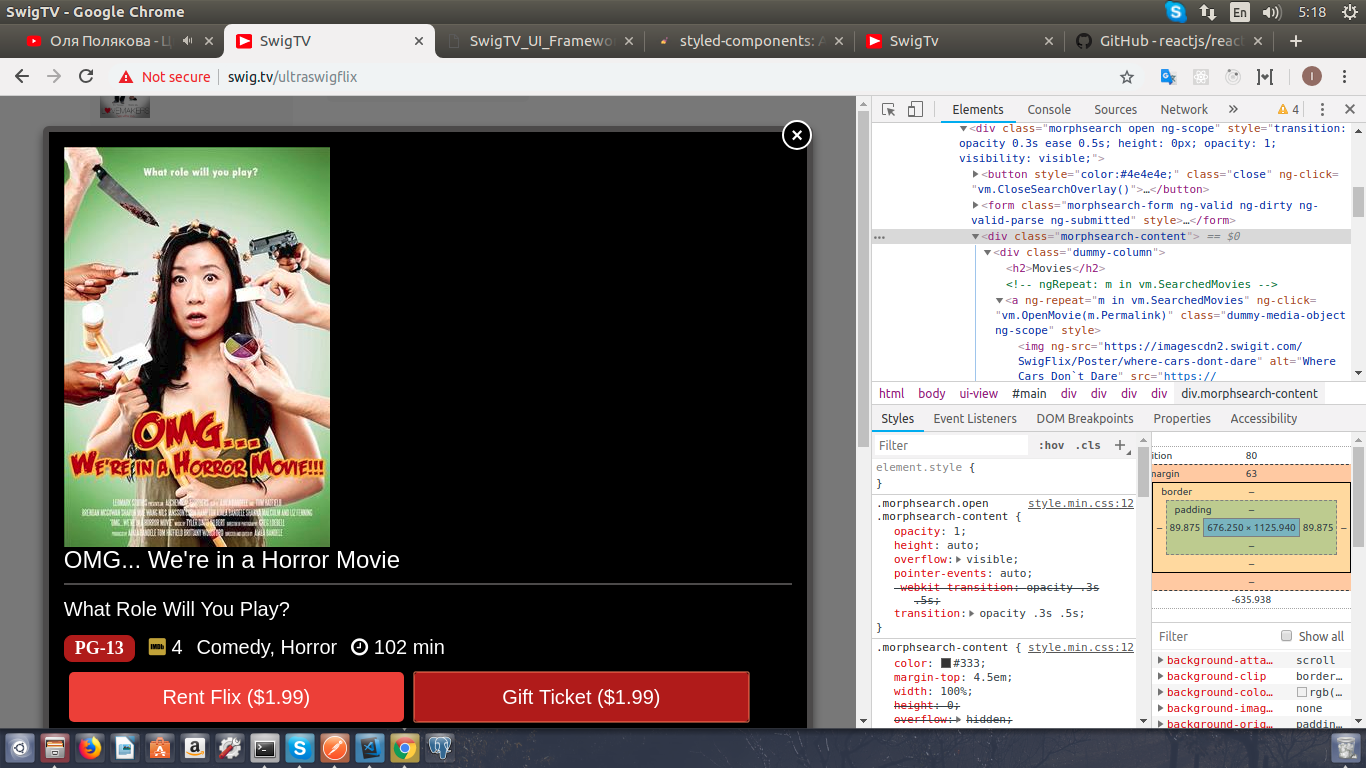 SwigTV - Google Chrome
En
5:18
Оля Полякова - Ц
SwigTV
SwigTV_UI_Framewo
styled-components: A
SwigTv
GitHub - reactjs/reac
Not secure
swig.tv/ultraswigflix
I
What role will you play?
OMG...
WE'RE IN A HORROR MOVIE!!!
OMG... We're in a Horror Movie
What Role Will You Play?
PG-13
IMDb
4
Comedy, Horror
102 min
Rent Flix ($1.99)
Gift Ticket ($1.99)
Elements
Console
Sources
Network
»
4
<div class="morphsearch open ng-scope" style="transition:
opacity 0.3s ease 0.5s; height: 0px; opacity: 1;
visibility: visible;">
<button style="color:#4e4e4e;" class="close" ng-click=
"vm.CloseSearchOverlay()">…</button>
<form class="morphsearch-form ng-valid ng-dirty ng-
valid-parse ng-submitted" style>…</form>
<div class="morphsearch-content"> == $0
<div class="dummy-column">
<h2>Movies</h2>
<!-- ngRepeat: m in vm.SearchedMovies -->
<a ng-repeat="m in vm.SearchedMovies" ng-click=
"vm.OpenMovie(m.Permalink)" class="dummy-media-object
ng-scope" style>
<img ng-src="https://imagescdn2.swigit.com/
SwigFlix/Poster/where-cars-dont-dare" alt="Where
Cars Don`t Dare" src="https://
html body ui-view #main div div div div div.morphsearch-content
Styles
Event Listeners
DOM Breakpoints
Properties
Accessibility
Filter
:hov
.cls
element.style {
}
.morphsearch.open
style.min.css:12
.morphsearch-content {
opacity: 1;
height: auto;
overflow: visible;
pointer-events: auto;
-webkit-transition: opacity .3s
.5s;
transition: opacity .3s .5s;
}
.morphsearch-content {
style.min.css:12
color: #333;
margin-top: 4.5em;
width: 100%;
height: 0;
overflow: hidden;
ition
80
margin
63
border
–
padding
–
–
89.875
676.250 × 1125.940
89.875
–
–
–
–
-635.938
Filter
Show all
background-atta…
scroll
background-clip
border…
background-colo…
rgb(
background-imag…
none
background-orig…
paddin…